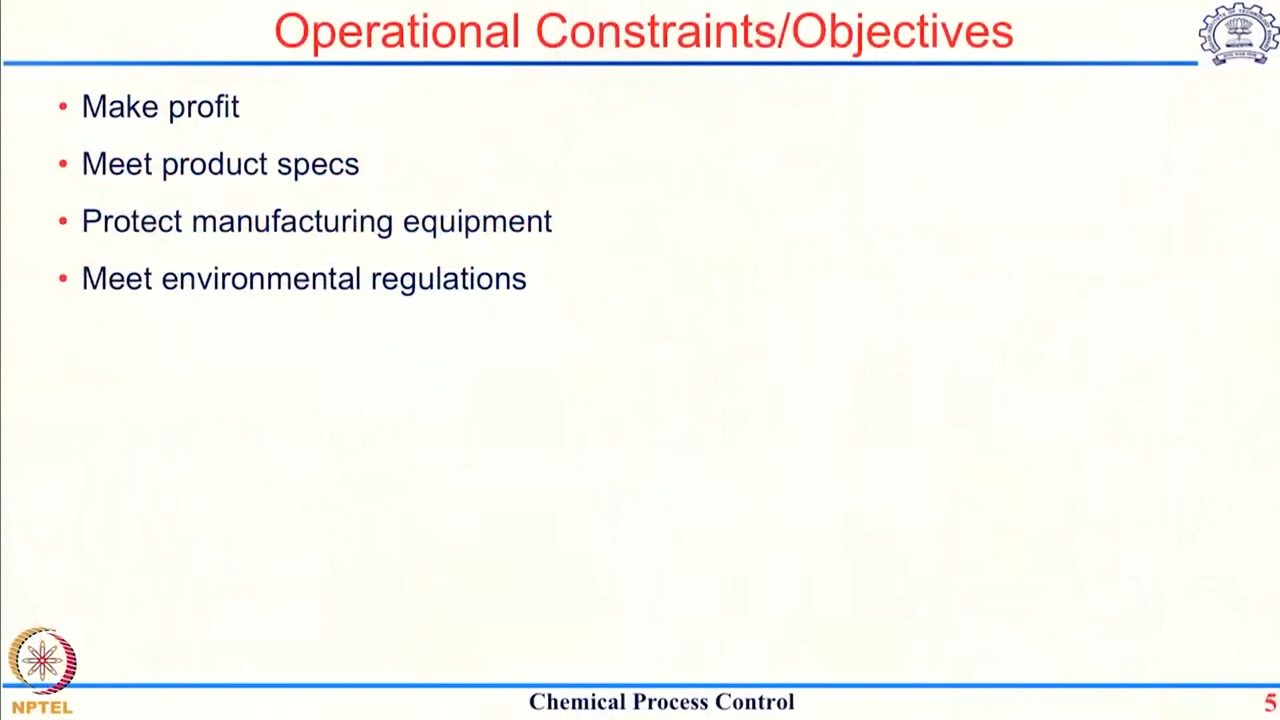 Operational Constraints/Objectives
• Make profit
• Meet product specs
• Protect manufacturing equipment
• Meet environmental regulations
NPTEL
Chemical Process Control
5